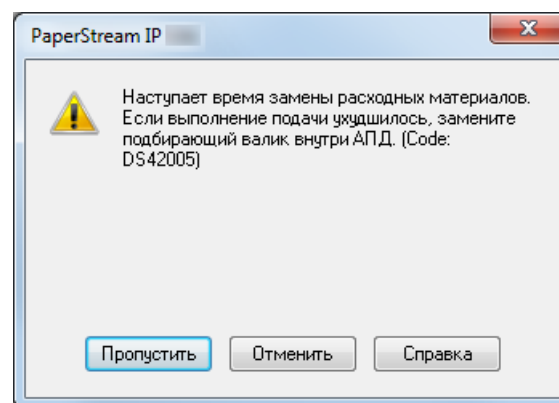 PaperStream IP
Наступает время замены расходных материалов.
Если выполнение подачи ухудшилось, замените
подбирающий валик внутри АПД. (Code:
DS42005)
Пропустить
Отменить
Справка